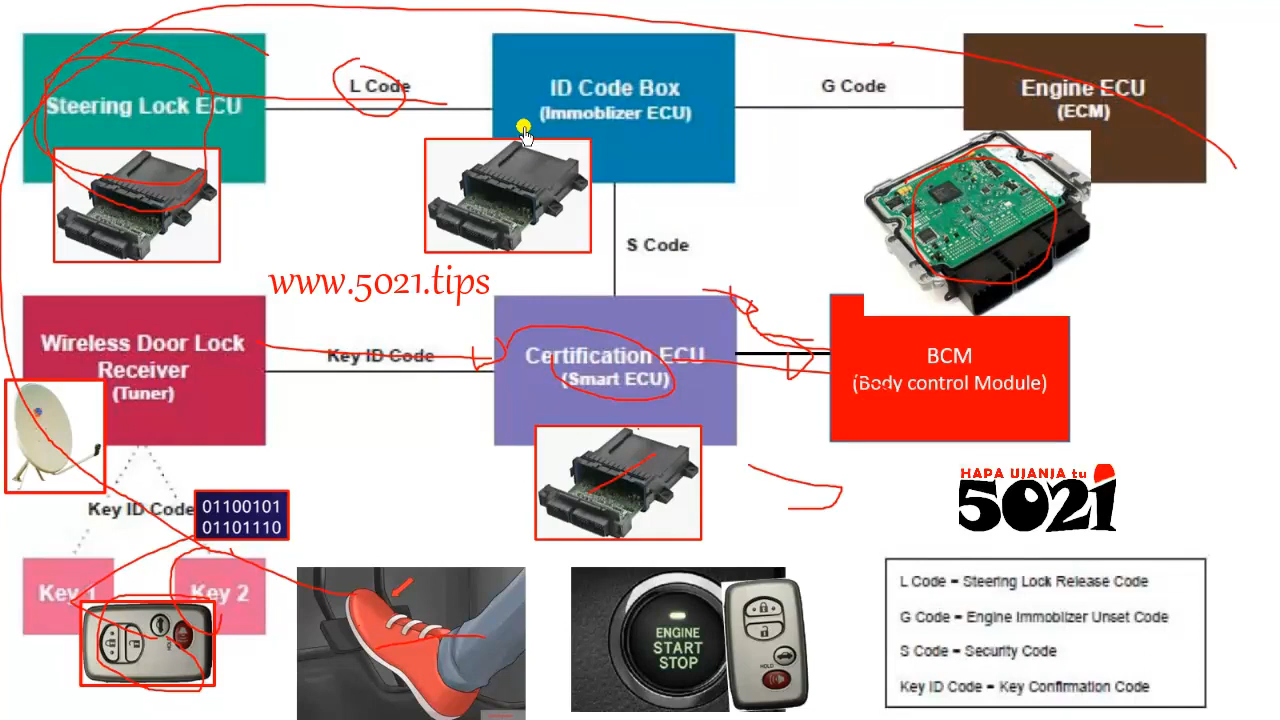 Steering Lock ECU
L Code
ID Code Box
(Immoblizer ECU)
G Code
Engine ECU
(ECM)
S Code
www.5021.tips
Wireless Door Lock
Receiver
(Tuner)
Key ID Code
Certification ECU
(Smart ECU)
BCM
(Body control Module)
Key ID Code
01100101
01101110
HAPA UJANJA tu
5021
Key 1
Key 2
HOLD
ENGINE
START
STOP
HOLD
L Code = Steering Lock Release Code
G Code = Engine Immoblizer Unset Code
S Code = Security Code
Key ID Code = Key Confirmation Code